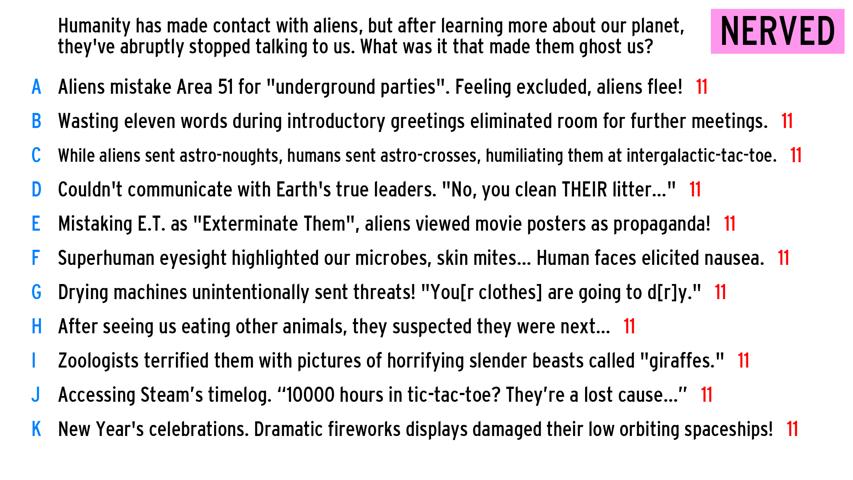 Humanity has made contact with aliens, but after learning more about our planet,
they've abruptly stopped talking to us. What was it that made them ghost us?
NERVED
A Aliens mistake Area 51 for "underground parties". Feeling excluded, aliens flee! 11
B Wasting eleven words during introductory greetings eliminated room for further meetings. 11
C While aliens sent astro-noughts, humans sent astro-crosses, humiliating them at intergalactic-tac-toe. 11
D Couldn't communicate with Earth's true leaders. "No, you clean THEIR litter..." 11
E Mistaking E.T. as "Exterminate Them", aliens viewed movie posters as propaganda! 11
F Superhuman eyesight highlighted our microbes, skin mites... Human faces elicited nausea. 11
G Drying machines unintentionally sent threats! "You[r clothes] are going to d[r]y." 11
H After seeing us eating other animals, they suspected they were next... 11
I Zoologists terrified them with pictures of horrifying slender beasts called "giraffes." 11
J Accessing Steam’s timelog. “10000 hours in tic-tac-toe? They’re a lost cause...” 11
K New Year's celebrations. Dramatic fireworks displays damaged their low orbiting spaceships! 11